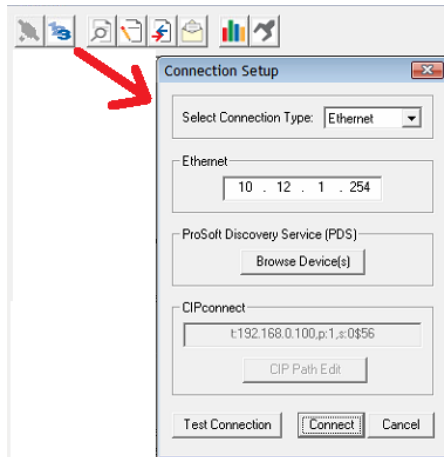 Connection Setup
Select Connection Type: Ethernet
Ethernet
10 . 12 . 1 . 254
ProSoft Discovery Service (PDS)
Browse Device(s)
CIPconnect
t:192.168.0.100,p:1,s:0$56
CIP Path Edit
Test Connection Connect Cancel